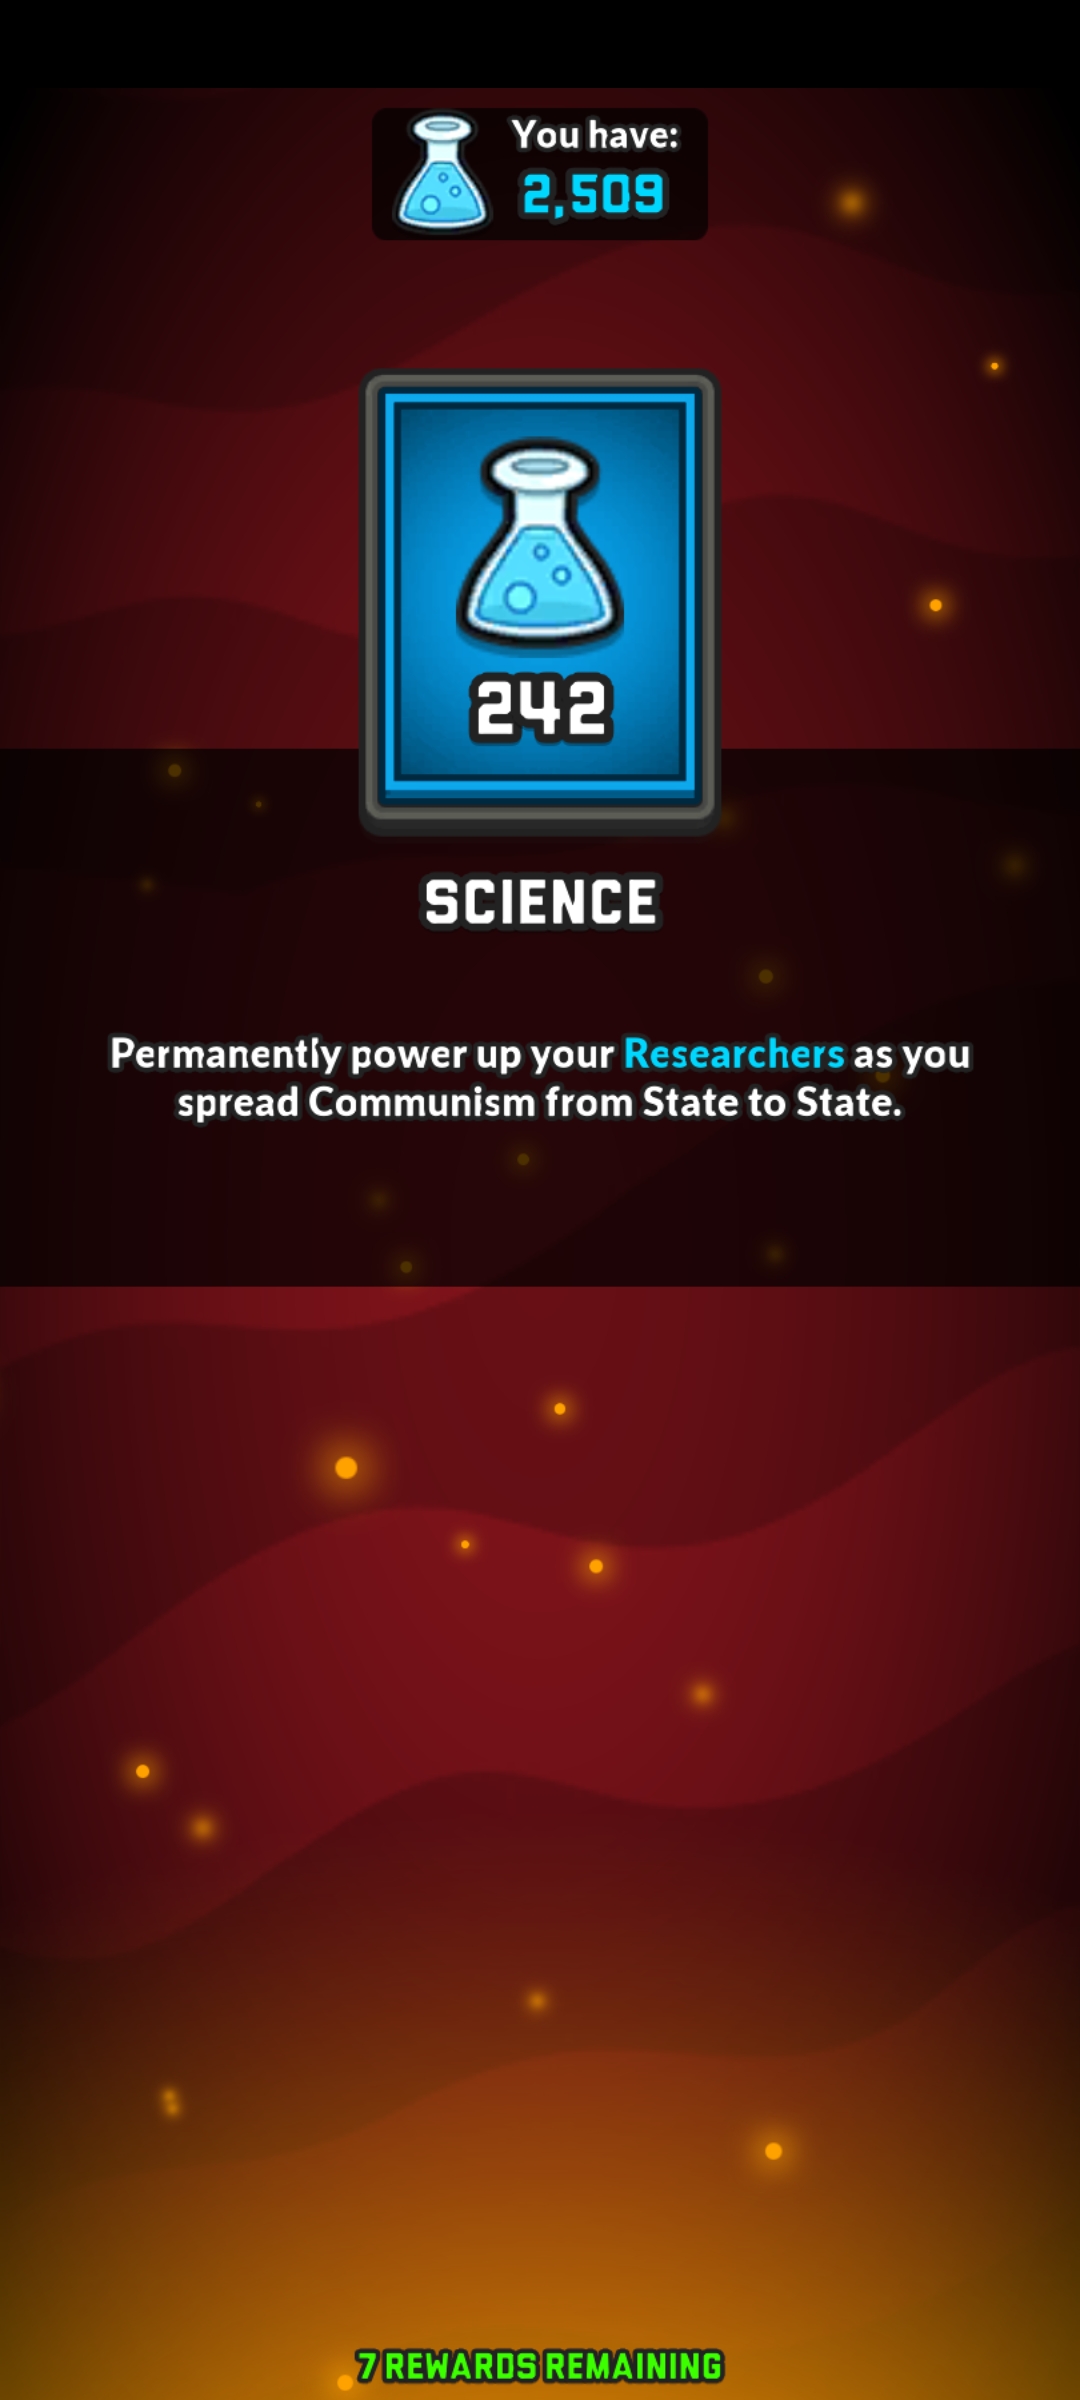 You have:
2,509
242
SCIENCE
Permanently power up your Researchers as you
spread Communism from State to State.
7 REWARDS REMAINING